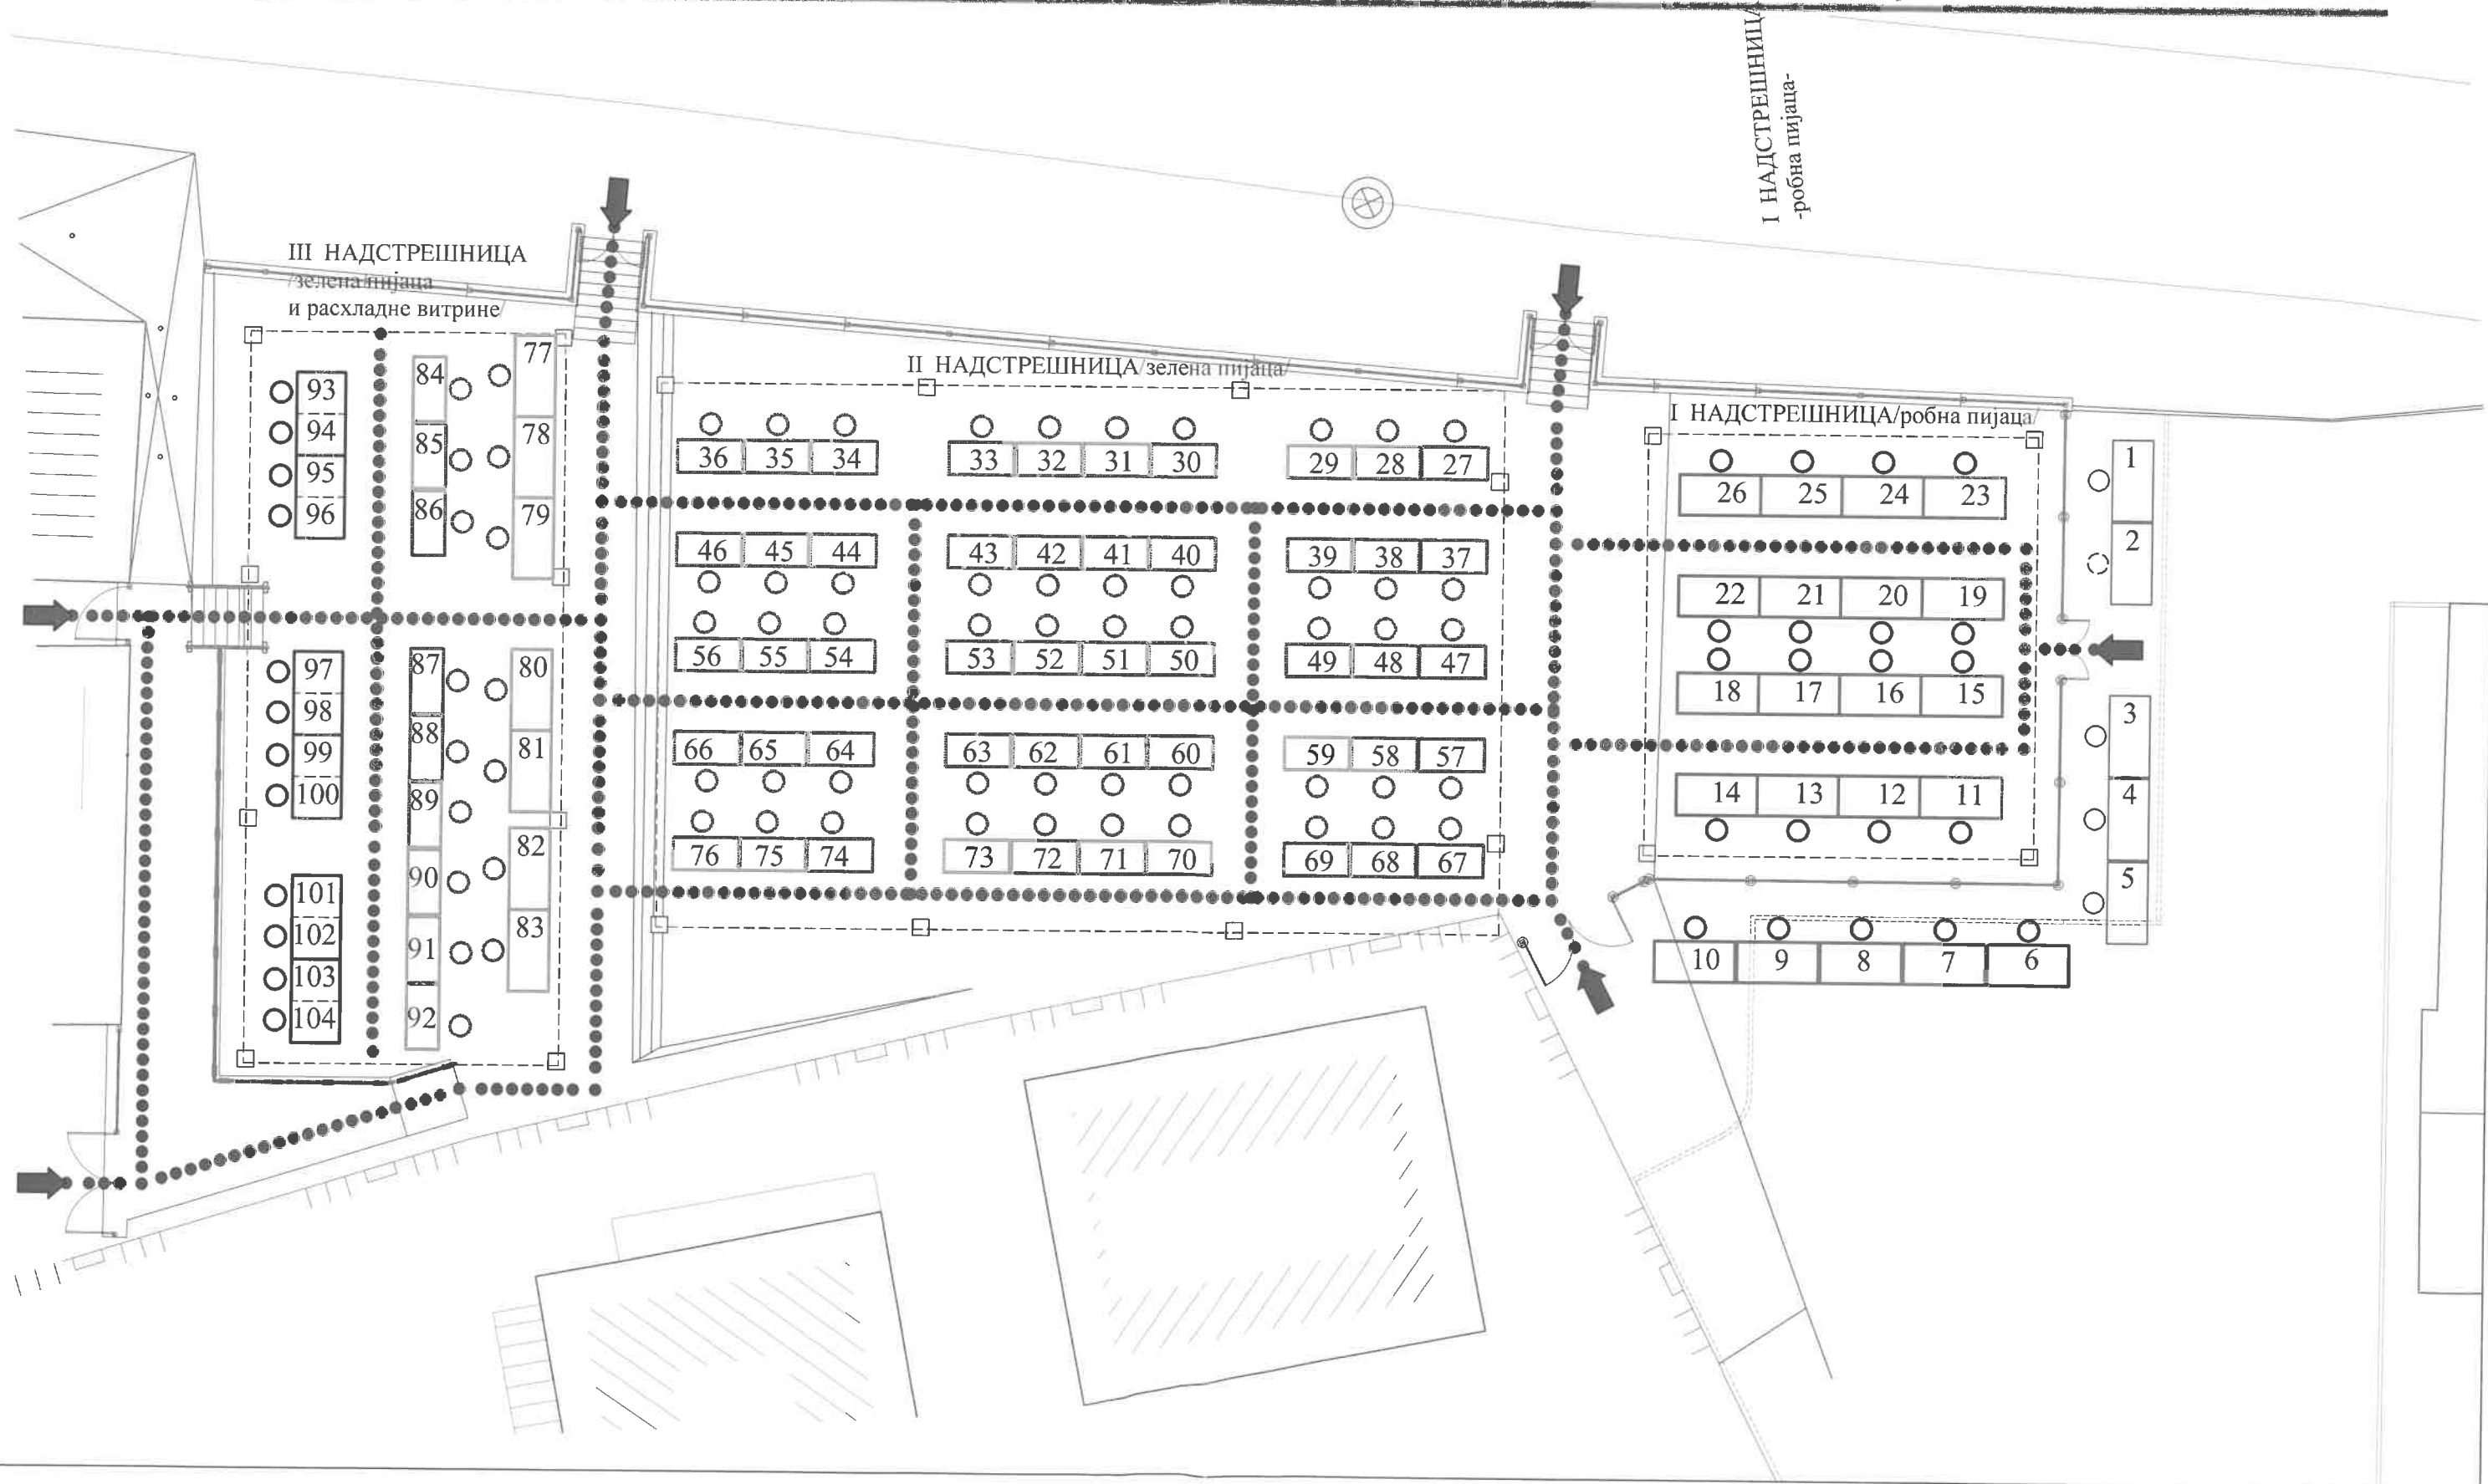 I НАДСТРЕШНИЦА
-робна пијаца-
III НАДСТРЕШНИЦА
/зелена пијаца
и расхладне витрине/
II НАДСТРЕШНИЦА/зелена пијаца/
I НАДСТРЕШНИЦА/робна пијаца/
93
94
95
96
84
85
86
77
78
79
36 35 34 33 32 31 30 29 28 27
46 45 44 43 42 41 40 39 38 37
56 55 54 53 52 51 50 49 48 47
66 65 64 63 62 61 60 59 58 57
76 75 74 73 72 71 70 69 68 67
26 25 24 23
22 21 20 19
18 17 16 15
14 13 12 11
10 9 8 7 6
1
2
3
4
5
97
98
99
100
101
102
103
104
87
88
89
90
91
92
80
81
82
83